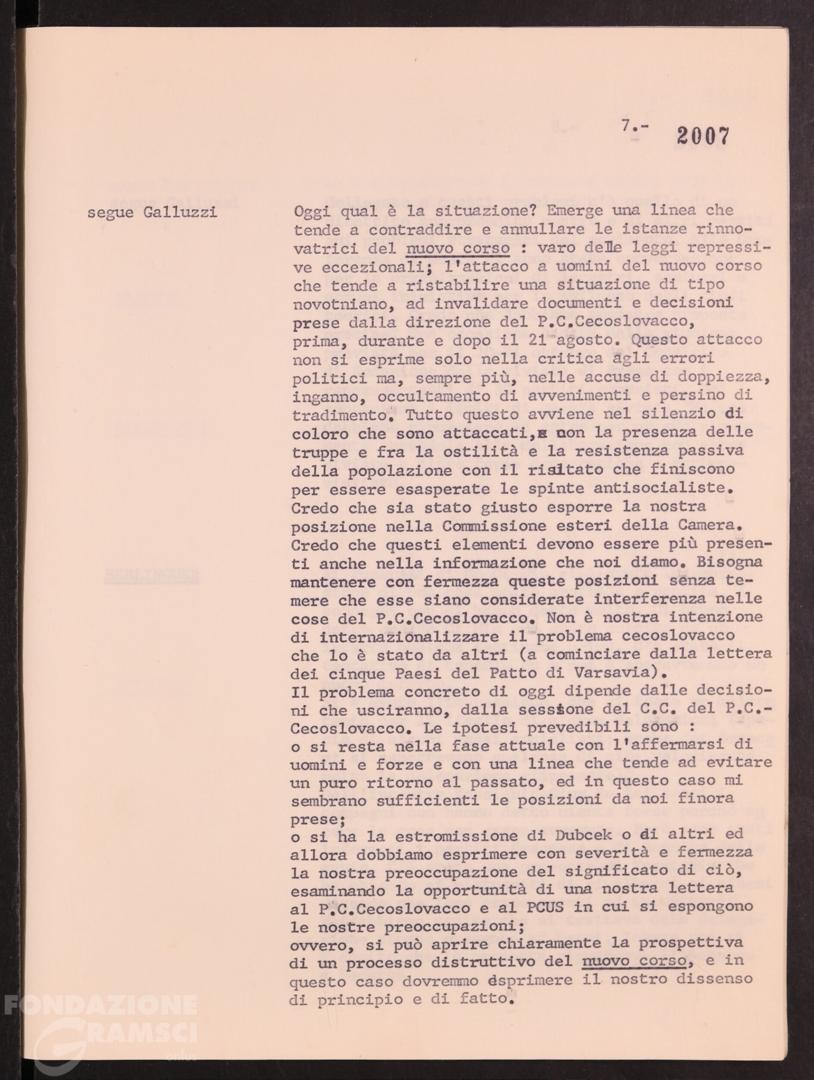 7.- 2007
segue Galluzzi
Oggi qual è la situazione? Emerge una linea che
tende a contraddire e annullare le istanze rinno-
vatrici del nuovo corso : varo delle leggi repressi-
ve eccezionali; l'attacco a uomini del nuovo corso
che tende a ristabilire una situazione di tipo
novotniano, ad invalidare documenti e decisioni
prese dalla direzione del P.C.Cecoslovacco,
prima, durante e dopo il 21 agosto. Questo attacco
non si esprime solo nella critica agli errori
politici ma, sempre più, nelle accuse di doppiezza,
inganno, occultamento di avvenimenti e persino di
tradimento. Tutto questo avviene nel silenzio di
coloro che sono attaccati, non la presenza delle
truppe e fra la ostilità e la resistenza passiva
della popolazione con il risltato che finiscono
per essere esasperate le spinte antisocialiste.
Credo che sia stato giusto esporre la nostra
posizione nella Commissione esteri della Camera.
Credo che questi elementi devono essere più presen-
ti anche nella informazione che noi diamo. Bisogna
mantenere con fermezza queste posizioni senza te-
mere che esse siano considerate interferenza nelle
cose del P.C.Cecoslovacco. Non è nostra intenzione
di internazionalizzare il problema cecoslovacco
che lo è stato da altri (a cominciare dalla lettera
dei cinque Paesi del Patto di Varsavia).
Il problema concreto di oggi dipende dalle decisio-
ni che usciranno, dalla sessione del C.C. del P.C.-
Cecoslovacco. Le ipotesi prevedibili sono :
o si resta nella fase attuale con l'affermarsi di
uomini e forze e con una linea che tende ad evitare
un puro ritorno al passato, ed in questo caso mi
sembrano sufficienti le posizioni da noi finora
prese;
o si ha la estromissione di Dubcek o di altri ed
allora dobbiamo esprimere con severità e fermezza
la nostra preoccupazione del significato di ciò,
esaminando la opportunità di una nostra lettera
al P.C.Cecoslovacco e al PCUS in cui si espongono
le nostre preoccupazioni;
ovvero, si può aprire chiaramente la prospettiva
di un processo distruttivo del nuovo corso, e in
questo caso dovremmo esprimere il nostro dissenso
di principio e di fatto.
FONDAZIONE
GRAMSCI
onlus